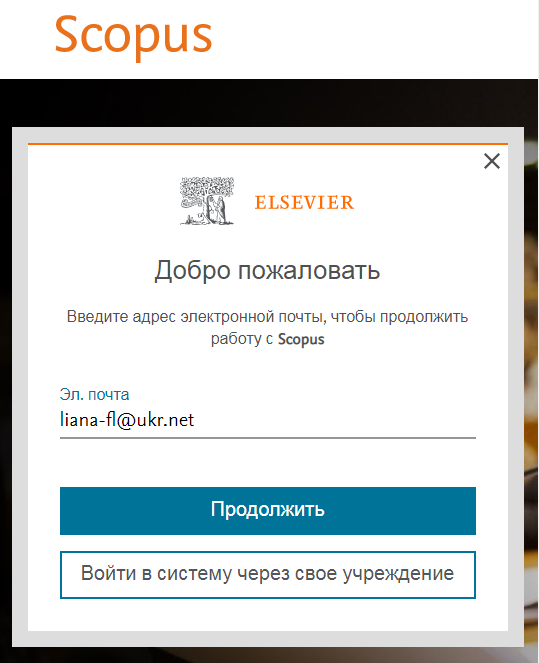 Scopus
ELSEVIER
Добро пожаловать
Введите адрес электронной почты, чтобы продолжить
работу с Scopus
Эл. почта
liana-fl@ukr.net
Продолжить
Войти в систему через свое учреждение